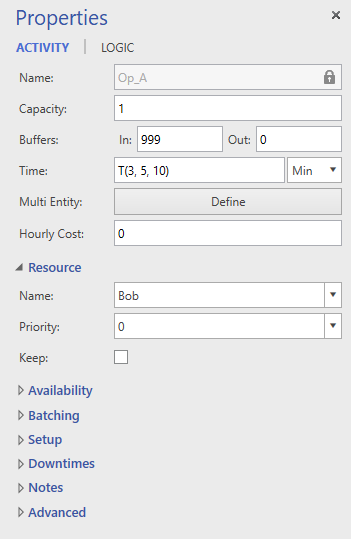 Properties
ACTIVITY | LOGIC
Name: Op_A
Capacity: 1
Buffers: In: 999 Out: 0
Time: T(3, 5, 10) Min
Multi Entity: Define
Hourly Cost: 0
Resource
Name: Bob
Priority: 0
Keep:
Availability
Batching
Setup
Downtimes
Notes
Advanced